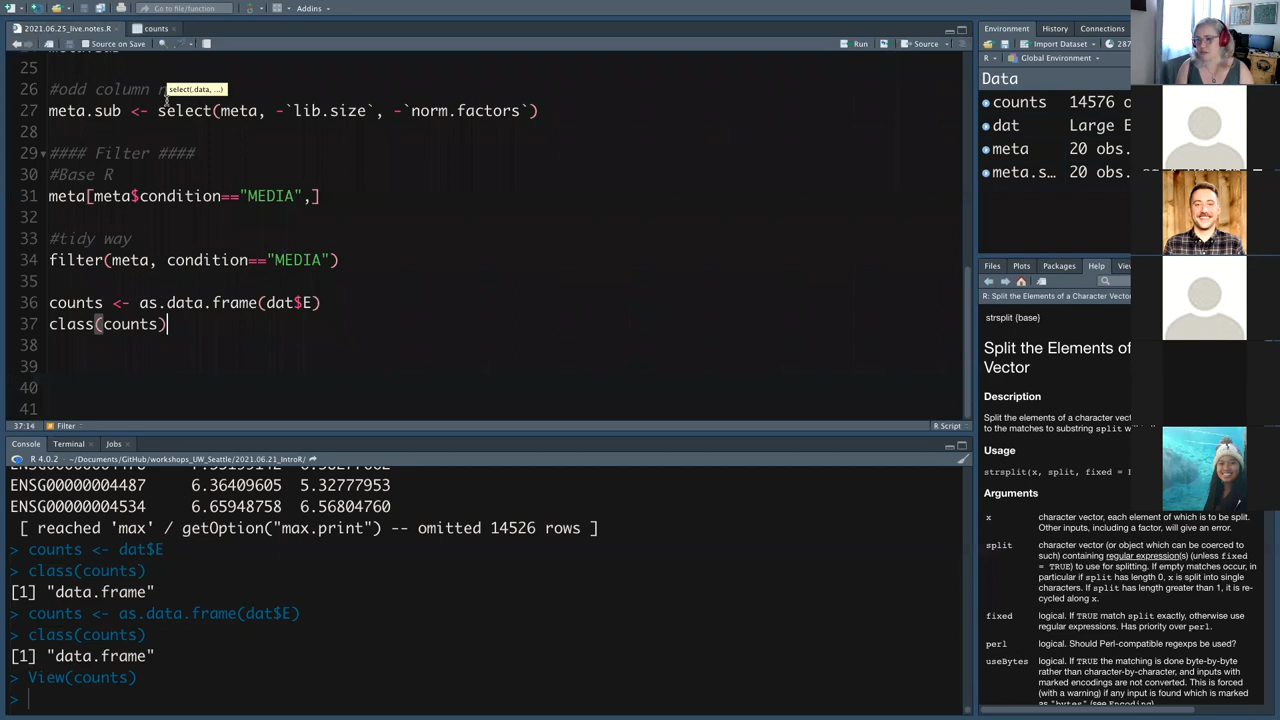 Go to file/function
Addins
2021.06.25_live.notes.R
counts
Source on Save
Run
Source
25
26 #odd column
select(.data, ...)
27 meta.sub <- select(meta, -`lib.size`, -`norm.factors`)
28
29 #### Filter ####
30 #Base R
31 meta[meta$condition=="MEDIA",]
32
33 #tidy way
34 filter(meta, condition=="MEDIA")
35
36 counts <- as.data.frame(dat$E)
37 class(counts)
38
39
40
41
37:14 Filter
R Script
Console Terminal Jobs
R 4.0.2 · ~/Documents/GitHub/workshops_UW_Seattle/2021.06.21_IntroR/
ENSG00000004487 6.36409605 5.32777953
ENSG00000004534 6.65948758 6.56804760
[ reached 'max' / getOption("max.print") -- omitted 14526 rows ]
> counts <- dat$E
> class(counts)
[1] "data.frame"
> counts <- as.data.frame(dat$E)
> class(counts)
[1] "data.frame"
> View(counts)
>
Environment History Connections
Import Dataset 287
R Global Environment
Data
counts 14576 o
dat Large E
meta 20 obs.
meta.s… 20 obs.
Files Plots Packages Help Vie
R: Split the Elements of a Character Vector
strsplit {base}
Split the Elements of
Vector
Description
Split the elements of a character vect
to the matches to substring split wi
Usage
strsplit(x, split, fixed =
Arguments
x character vector, each element of which is to be split.
Other inputs, including a factor, will give an error.
split character vector (or object which can be coerced to
such) containing regular expression(s) (unless fixed
= TRUE) to use for splitting. If empty matches occur, in
particular if split has length 0, x is split into single
characters. If split has length greater than 1, it is re-
cycled along x.
fixed logical. If TRUE match split exactly, otherwise use
regular expressions. Has priority over perl.
perl logical. Should Perl-compatible regexps be used?
useBytes logical. If TRUE the matching is done byte-by-byte
rather than character-by-character, and inputs with
marked encodings are not converted. This is forced
(with a warning) if any input is found which is marked
as "bytes" (see Encoding).